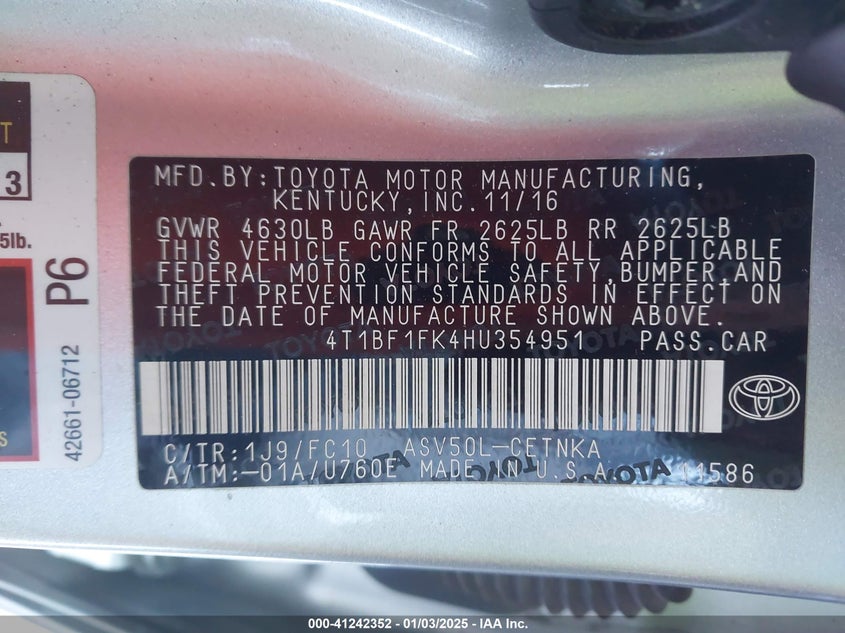 T
3
5lb.
P6
42661-06712
S
MFD.BY:TOYOTA MOTOR MANUFACTURING,
KENTUCKY, INC. 11/16
GVWR 4630LB GAWR FR 2625LB RR 2625LB
THIS VEHICLE CONFORMS TO ALL APPLICABLE
FEDERAL MOTOR VEHICLE SAFETY, BUMPER, AND
THEFT PREVENTION STANDARDS IN EFFECT ON
THE DATE OF MANUFACTURE SHOWN ABOVE.
4T1BF1FK4HU354951 PASS.CAR
C/TR:1J9/FC10 ASV50L-CETNKA
A/TM:-01A/U760E MADE IN U.S.A. 11586
000-41242352 | 01/03/2025 - IAA Inc.